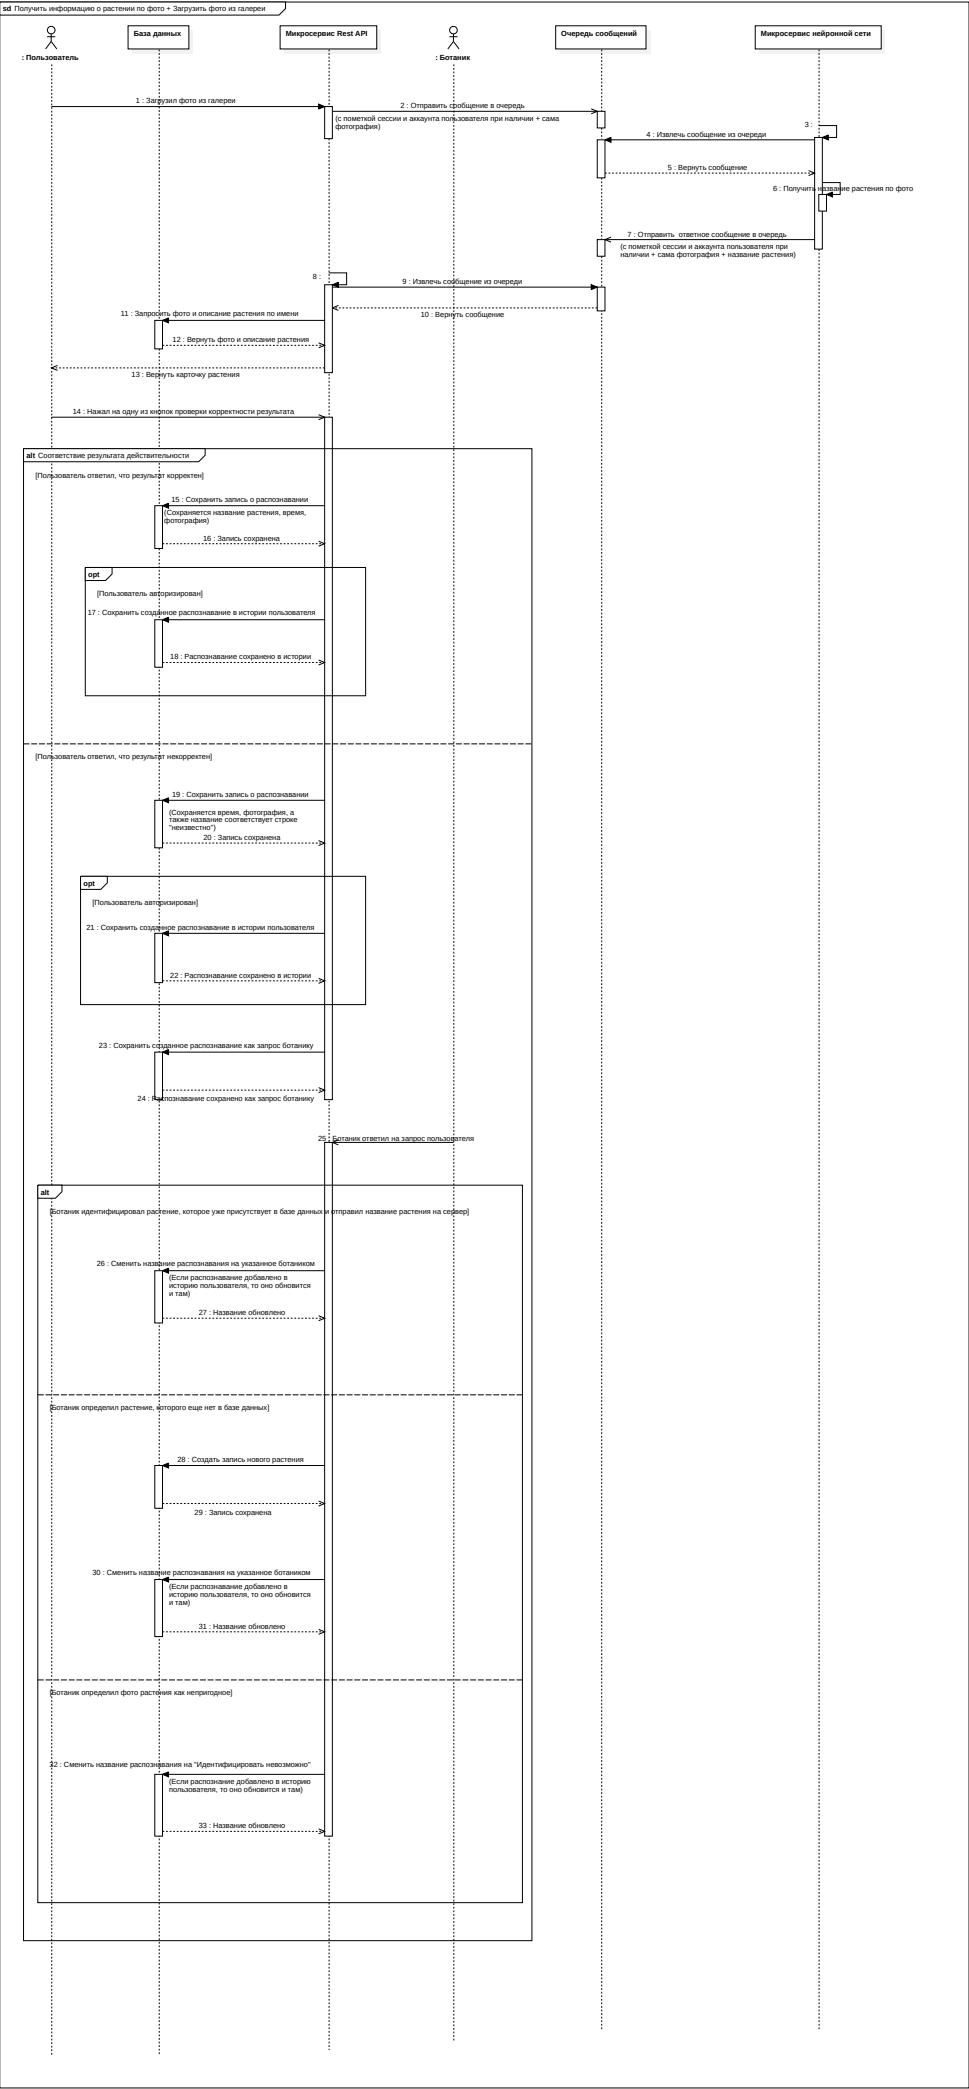 sd Получить информацию о растении по фото + Загрузить фото из галереи
База данных
Микросервис Rest API
Очередь сообщений
Микросервис нейронной сети
: Пользователь
: Ботаник
1 : Загрузил фото из галереи
2 : Отправить сообщение в очередь
(с пометкой сессии и аккаунта пользователя при наличии + сама
фотография)
3 :
4 : Извлечь сообщение из очереди
5 : Вернуть сообщение
6 : Получить название растения по фото
7 : Отправить ответное сообщение в очередь
(с пометкой сессии и аккаунта пользователя при
наличии + сама фотография + название растения)
8 :
9 : Извлечь сообщение из очереди
10 : Вернуть сообщение
11 : Запросить фото и описание растения по имени
12 : Вернуть фото и описание растения
13 : Вернуть карточку растения
14 : Нажал на одну из кнопок проверки корректности результата
alt Соответствие результата действительности
[Пользователь ответил, что результат корректен]
15 : Сохранить запись о распознавании
(Сохраняется название растения, время,
фотография)
16 : Запись сохранена
opt
[Пользователь авторизирован]
17 : Сохранить созданное распознавание в истории пользователя
18 : Распознавание сохранено в истории
[Пользователь ответил, что результат некорректен]
19 : Сохранить запись о распознавании
(Сохраняется время, фотография, а
также название соответствует строке
"неизвестно")
20 : Запись сохранена
opt
[Пользователь авторизирован]
21 : Сохранить созданное распознавание в истории пользователя
22 : Распознавание сохранено в истории
23 : Сохранить созданное распознавание как запрос ботанику
24 : Распознавание сохранено как запрос ботанику
25 : Ботаник ответил на запрос пользователя
alt
[Ботаник идентифицировал растение, которое уже присутствует в базе данных и отправил название растения на сервер]
26 : Сменить название распознавания на указанное ботаником
(Если распознавание добавлено в
историю пользователя, то оно обновится
и там)
27 : Название обновлено
[Ботаник определил растение, которого еще нет в базе данных]
28 : Создать запись нового растения
29 : Запись сохранена
30 : Сменить название распознавания на указанное ботаником
(Если распознавание добавлено в
историю пользователя, то оно обновится
и там)
31 : Название обновлено
[Ботаник определил фото растения как непригодное]
32 : Сменить название распознавания на "Идентифицировать невозможно"
(Если распознание добавлено в историю
пользователя, то оно обновится и там)
33 : Название обновлено